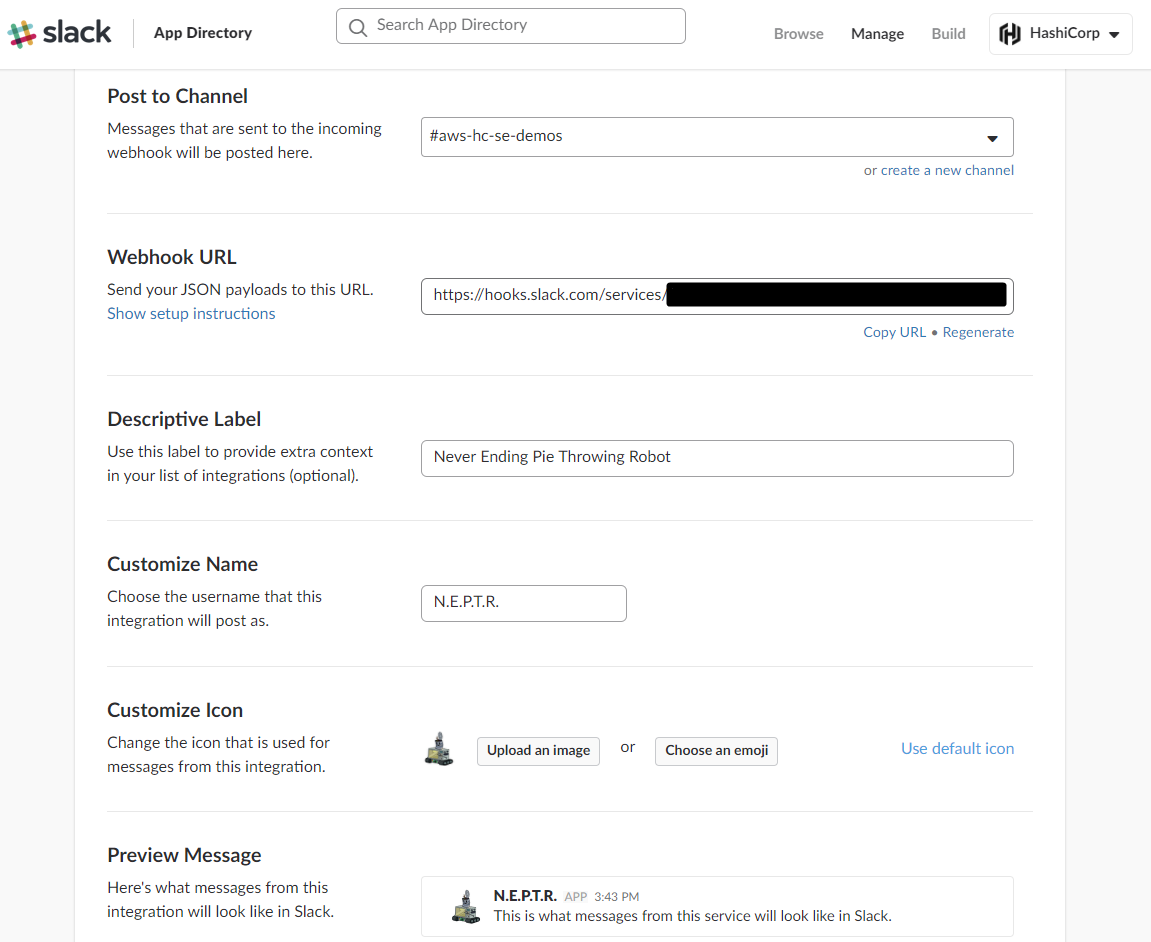 slack App Directory Search App Directory Browse Manage Build HashiCorp
Post to Channel
Messages that are sent to the incoming
webhook will be posted here.
#aws-hc-se-demos
or create a new channel
Webhook URL
Send your JSON payloads to this URL.
Show setup instructions
https://hooks.slack.com/services/
Copy URL • Regenerate
Descriptive Label
Use this label to provide extra context
in your list of integrations (optional).
Never Ending Pie Throwing Robot
Customize Name
Choose the username that this
integration will post as.
N.E.P.T.R.
Customize Icon
Change the icon that is used for
messages from this integration.
Upload an image or Choose an emoji Use default icon
Preview Message
Here's what messages from this
integration will look like in Slack.
N.E.P.T.R. APP 3:43 PM
This is what messages from this service will look like in Slack.